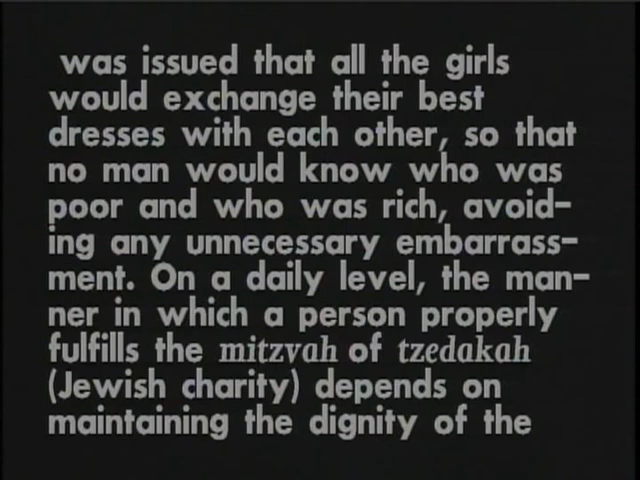 was issued that all the girls
would exchange their best
dresses with each other, so that
no man would know who was
poor and who was rich, avoid-
ing any unnecessary embarrass-
ment. On a daily level, the man-
ner in which a person properly
fulfills the mitzvah of tzedakah
(Jewish charity) depends on
maintaining the dignity of the